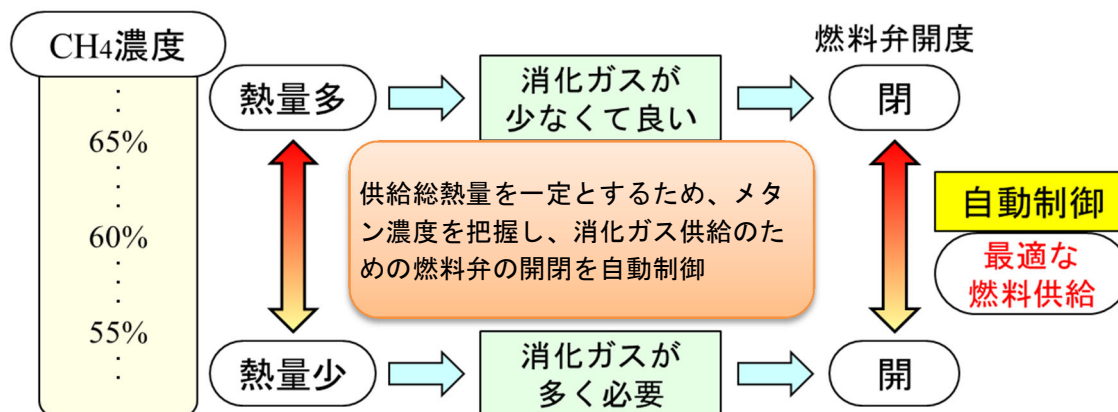 CH4濃度
65%
60%
55%
熱量多
消化ガスが
少なくて良い
燃料弁開度
閉
供給総熱量を一定とするため、メタ
ン濃度を把握し、消化ガス供給のた
めの燃料弁の開閉を自動制御
自動制御
最適な
燃料供給
熱量少
消化ガスが
多く必要
開